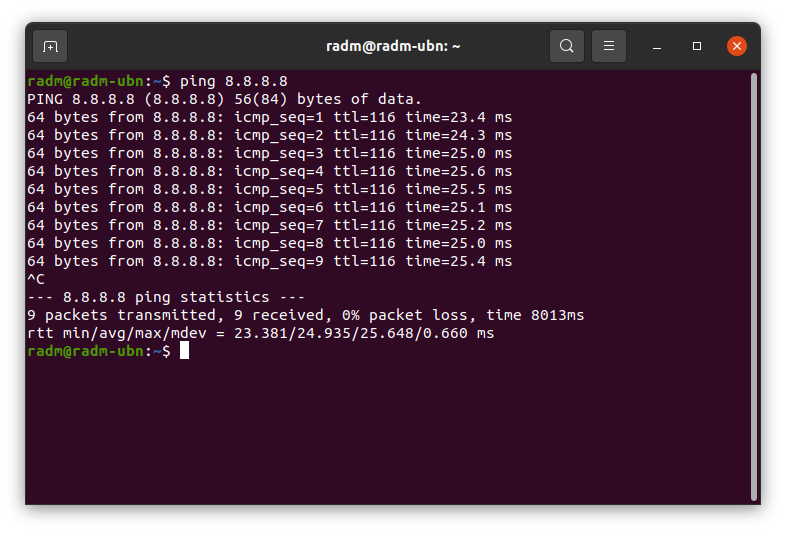 radm@radm-ubn: ~
radm@radm-ubn:~$ ping 8.8.8.8
PING 8.8.8.8 (8.8.8.8) 56(84) bytes of data.
64 bytes from 8.8.8.8: icmp_seq=1 ttl=116 time=23.4 ms
64 bytes from 8.8.8.8: icmp_seq=2 ttl=116 time=24.3 ms
64 bytes from 8.8.8.8: icmp_seq=3 ttl=116 time=25.0 ms
64 bytes from 8.8.8.8: icmp_seq=4 ttl=116 time=25.6 ms
64 bytes from 8.8.8.8: icmp_seq=5 ttl=116 time=25.5 ms
64 bytes from 8.8.8.8: icmp_seq=6 ttl=116 time=25.1 ms
64 bytes from 8.8.8.8: icmp_seq=7 ttl=116 time=25.2 ms
64 bytes from 8.8.8.8: icmp_seq=8 ttl=116 time=25.0 ms
64 bytes from 8.8.8.8: icmp_seq=9 ttl=116 time=25.4 ms
^C
--- 8.8.8.8 ping statistics ---
9 packets transmitted, 9 received, 0% packet loss, time 8013ms
rtt min/avg/max/mdev = 23.381/24.935/25.648/0.660 ms
radm@radm-ubn:~$